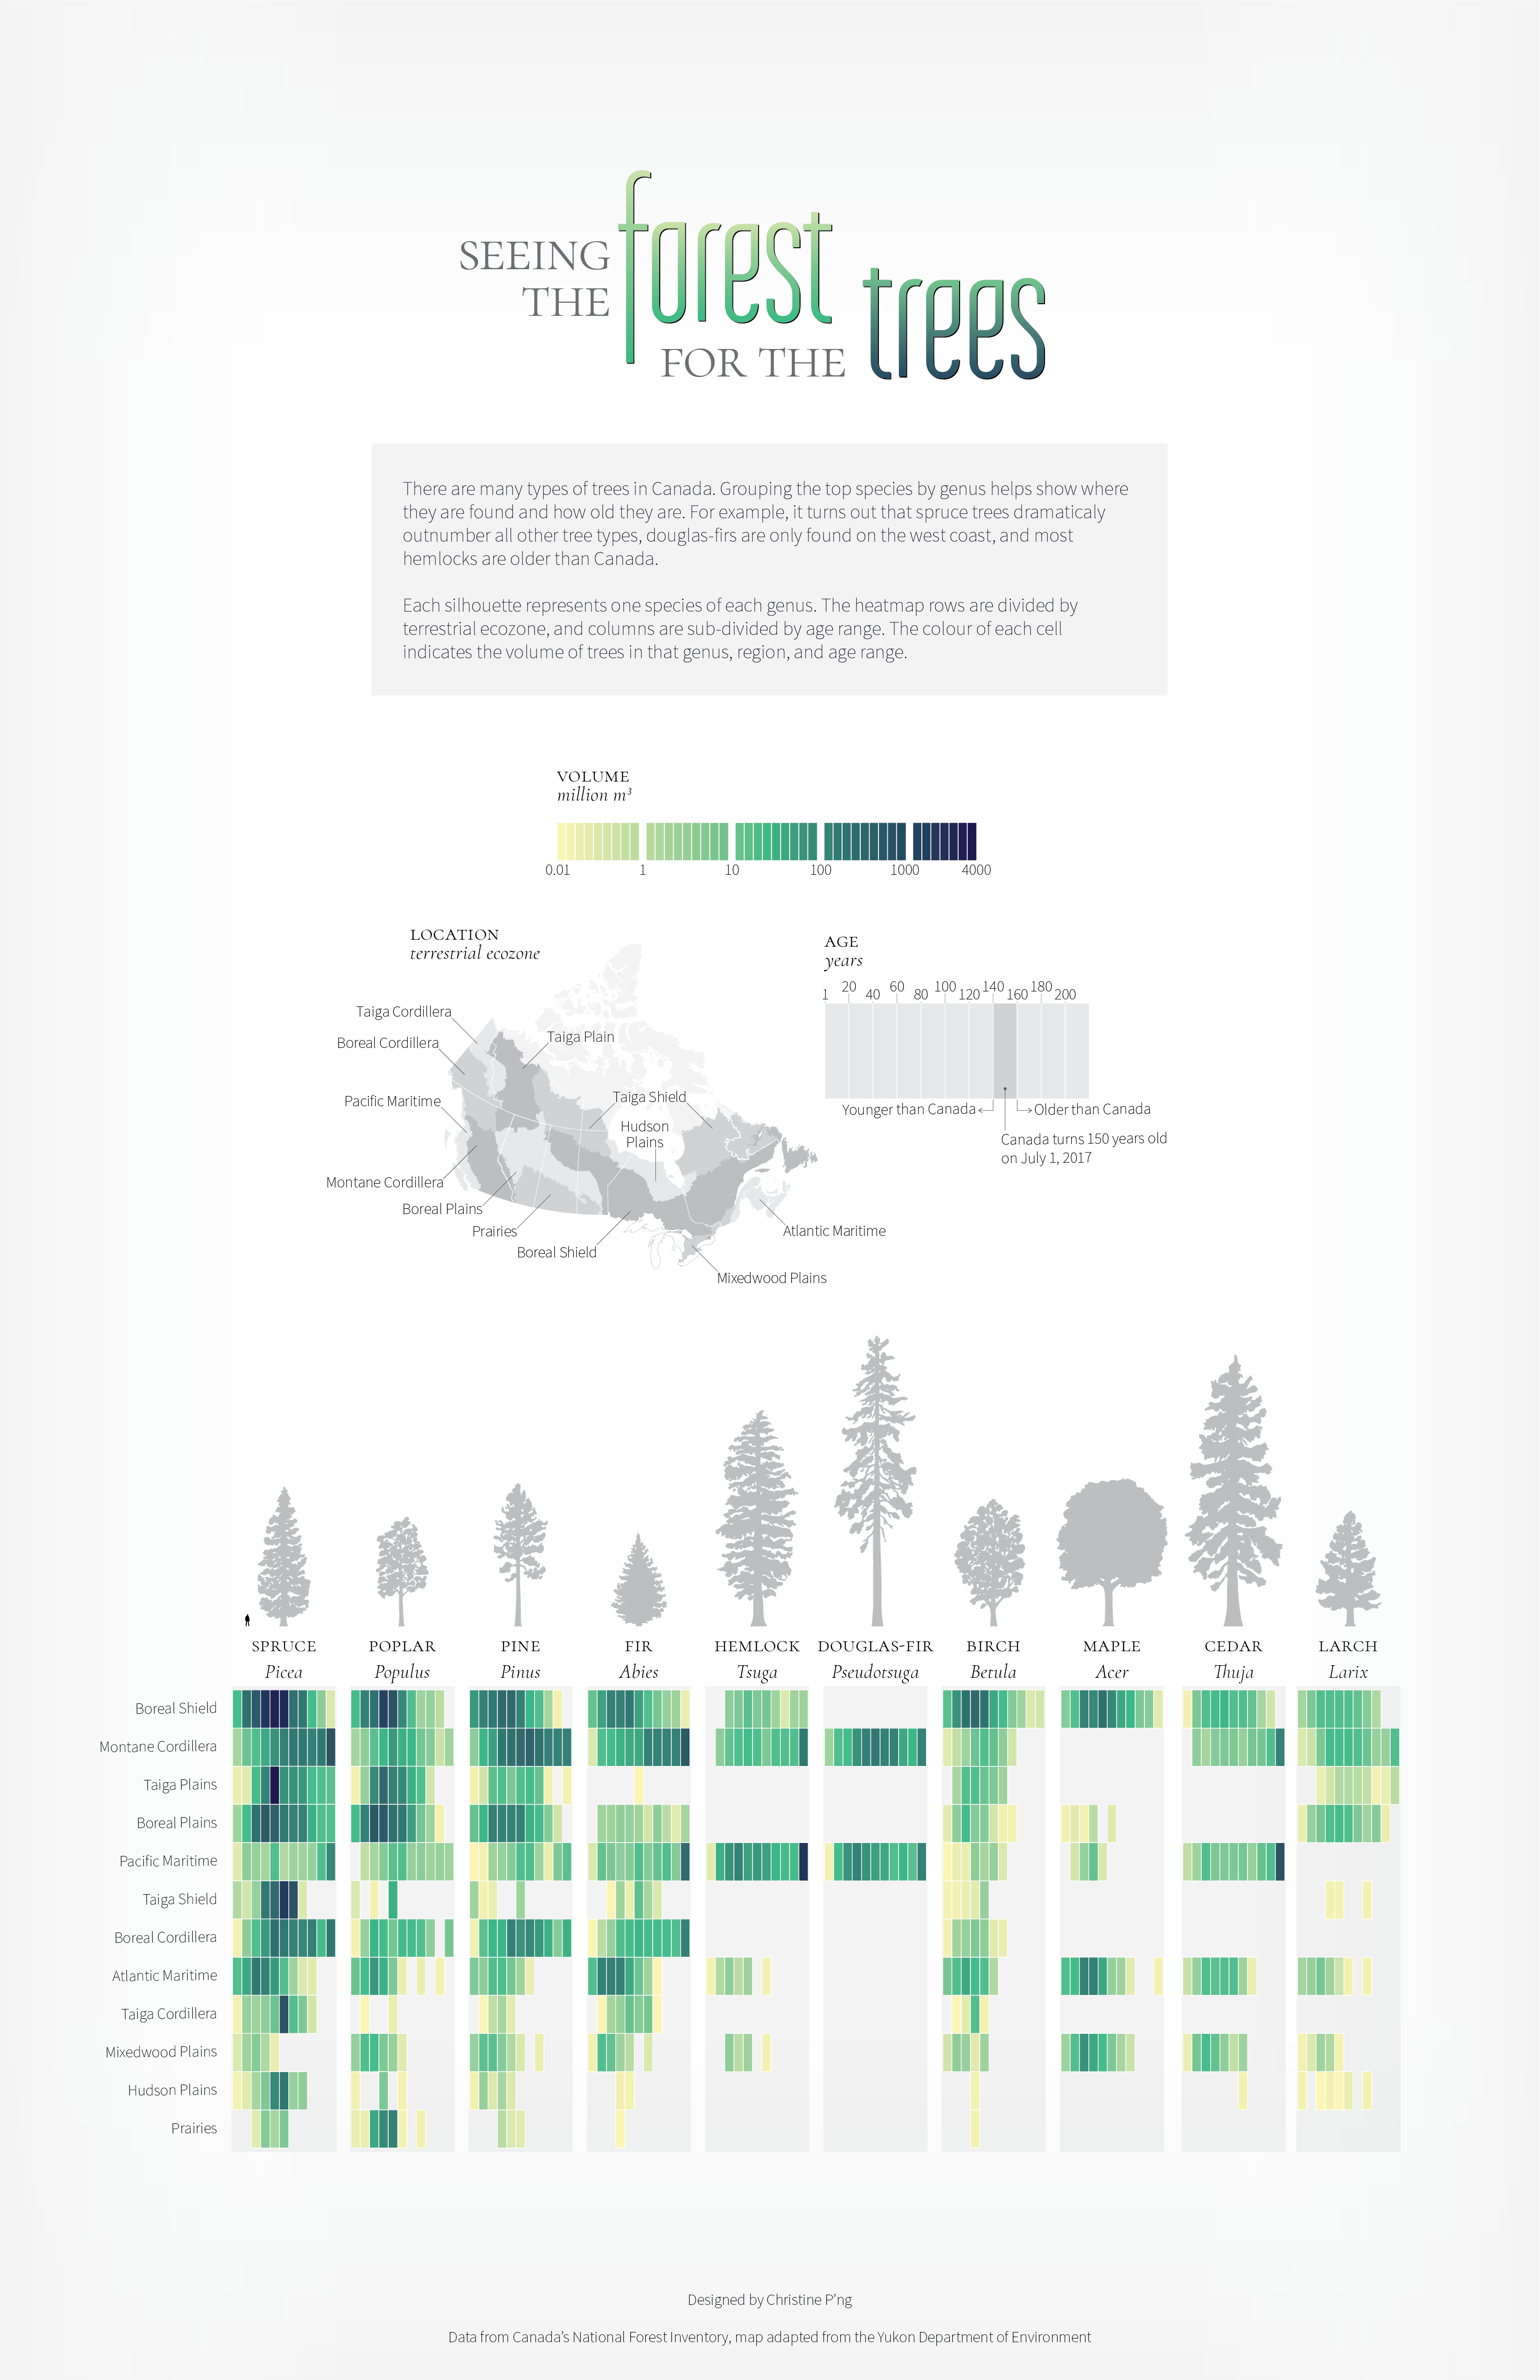 SEEING
THE
forest
FOR THE
trees
There are many types of trees in Canada. Grouping the top species by genus helps show where
they are found and how old they are. For example, it turns out that spruce trees dramaticaly
outnumber all other tree types, douglas-firs are only found on the west coast, and most
hemlocks are older than Canada.
Each silhouette represents one species of each genus. The heatmap rows are divided by
terrestrial ecozone, and columns are sub-divided by age range. The colour of each cell
indicates the volume of trees in that genus, region, and age range.
VOLUME
million m³
0.01 1 10 100 1000 4000
LOCATION
terrestrial ecozone
Taiga Cordillera
Boreal Cordillera
Taiga Plain
Pacific Maritime
Taiga Shield
Hudson
Plains
Montane Cordillera
Boreal Plains
Prairies
Boreal Shield
Atlantic Maritime
Mixedwood Plains
AGE
years
1 20 40 60 80 100 120 140 160 180 200
Younger than Canada
Older than Canada
Canada turns 150 years old
on July 1, 2017
SPRUCE POPLAR PINE FIR HEMLOCK DOUGLAS-FIR BIRCH MAPLE CEDAR LARCH
Picea Populus Pinus Abies Tsuga Pseudotsuga Betula Acer Thuja Larix
Boreal Shield
Montane Cordillera
Taiga Plains
Boreal Plains
Pacific Maritime
Taiga Shield
Boreal Cordillera
Atlantic Maritime
Taiga Cordillera
Mixedwood Plains
Hudson Plains
Prairies
Designed by Christine P'ng
Data from Canada's National Forest Inventory, map adapted from the Yukon Department of Environment